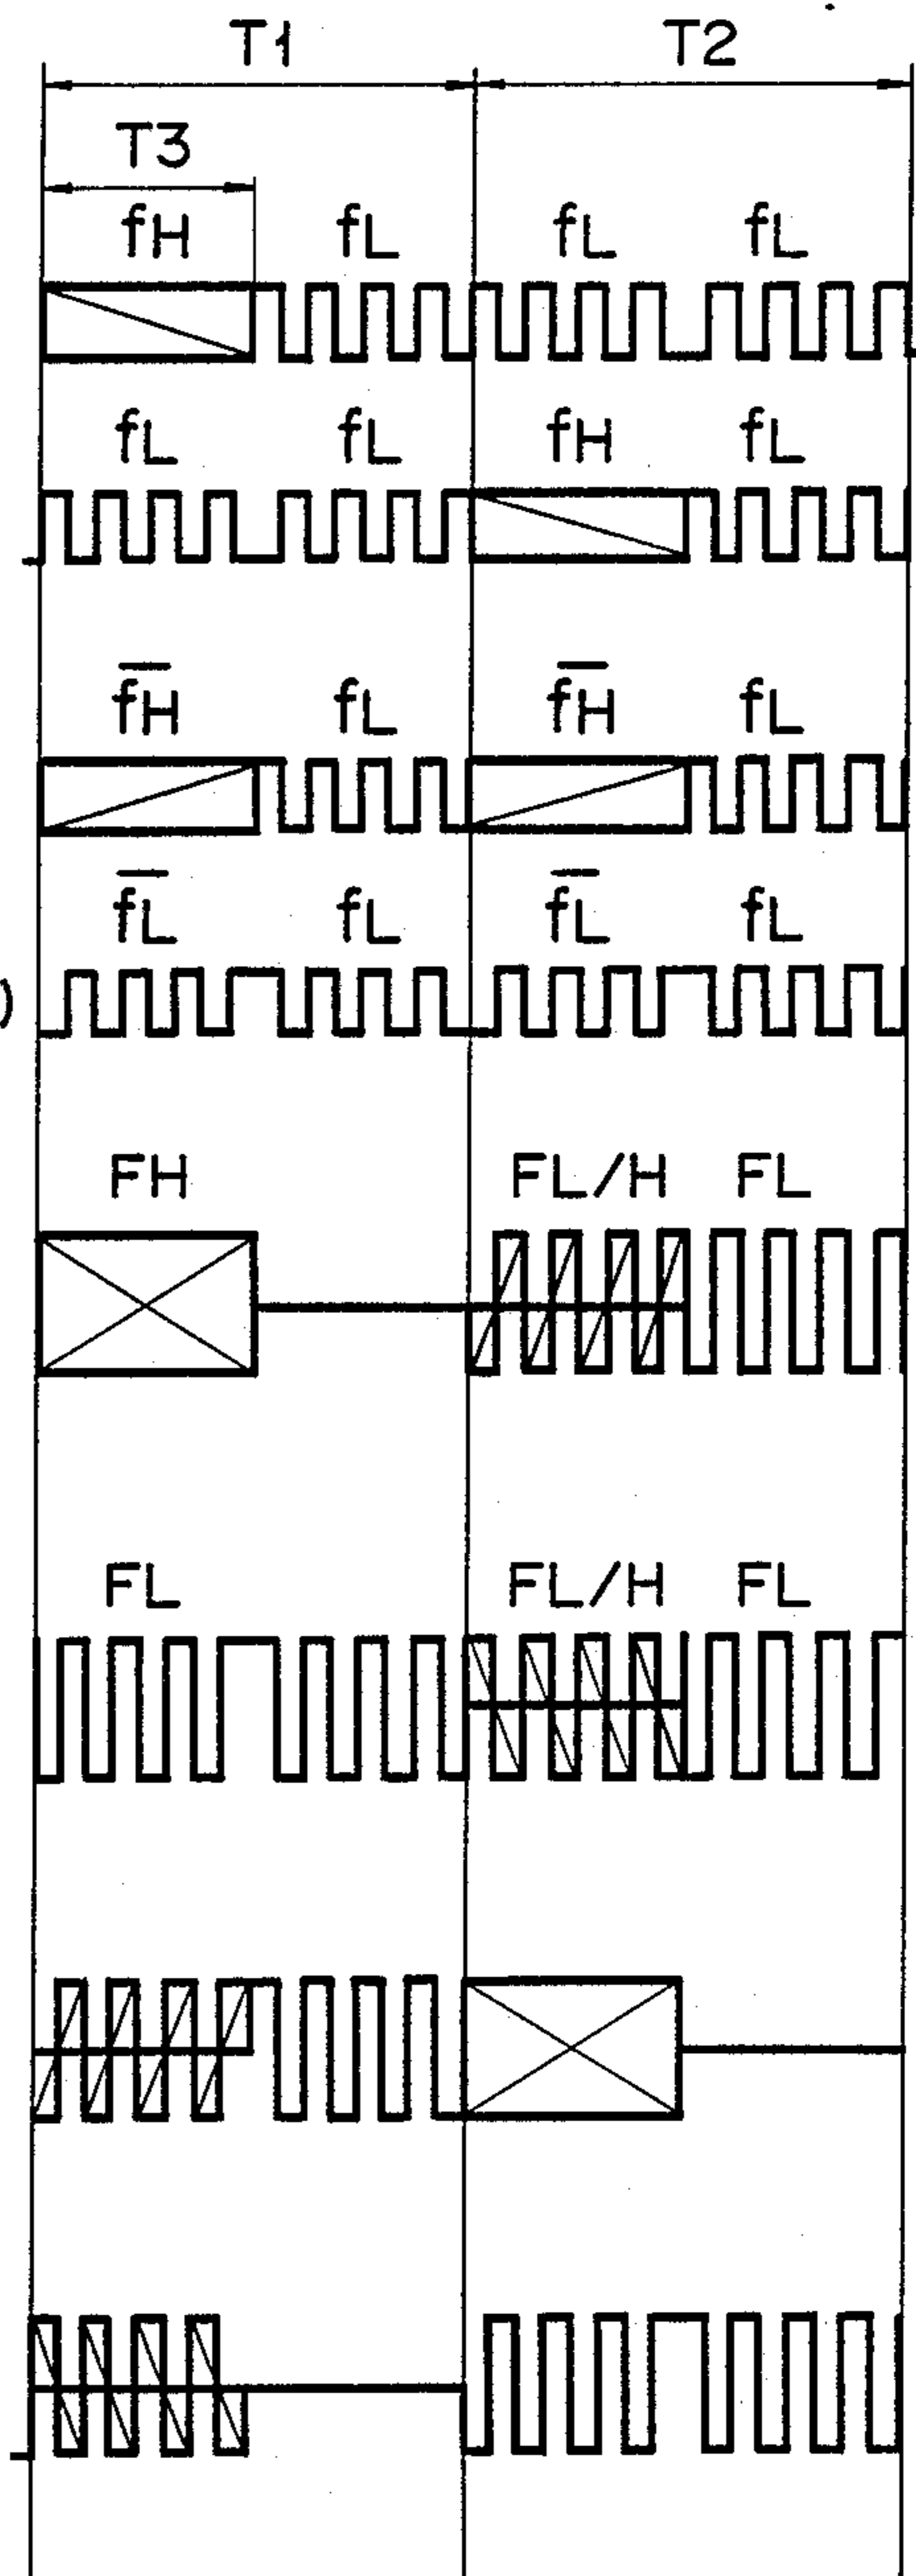 T1 T2
T3
fH fL fL fL
fL fL fH fL
f̅H̅ fL f̅H̅ fL
f̅L̅ fL f̅L̅ fL
)
FH FL/H FL
FL FL/H FL